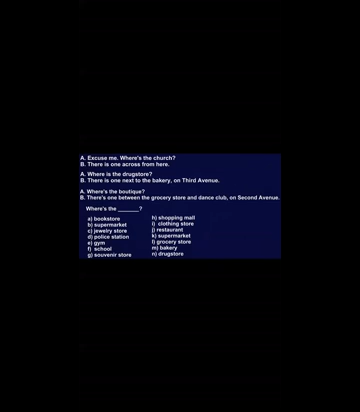 A. Excuse me. Where's the church?
B. There is one across from here.
A. Where is the drugstore?
B. There is one next to the bakery, on Third Avenue.
A. Where's the boutique?
B. There's one between the grocery store and dance club, on Second Avenue.
Where's the _______ ?
a) bookstore
b) supermarket
c) jewelry store
d) police station
e) gym
f) school
g) souvenir store
h) shopping mall
i) clothing store
j) restaurant
k) supermarket
l) grocery store
m) bakery
n) drugstore